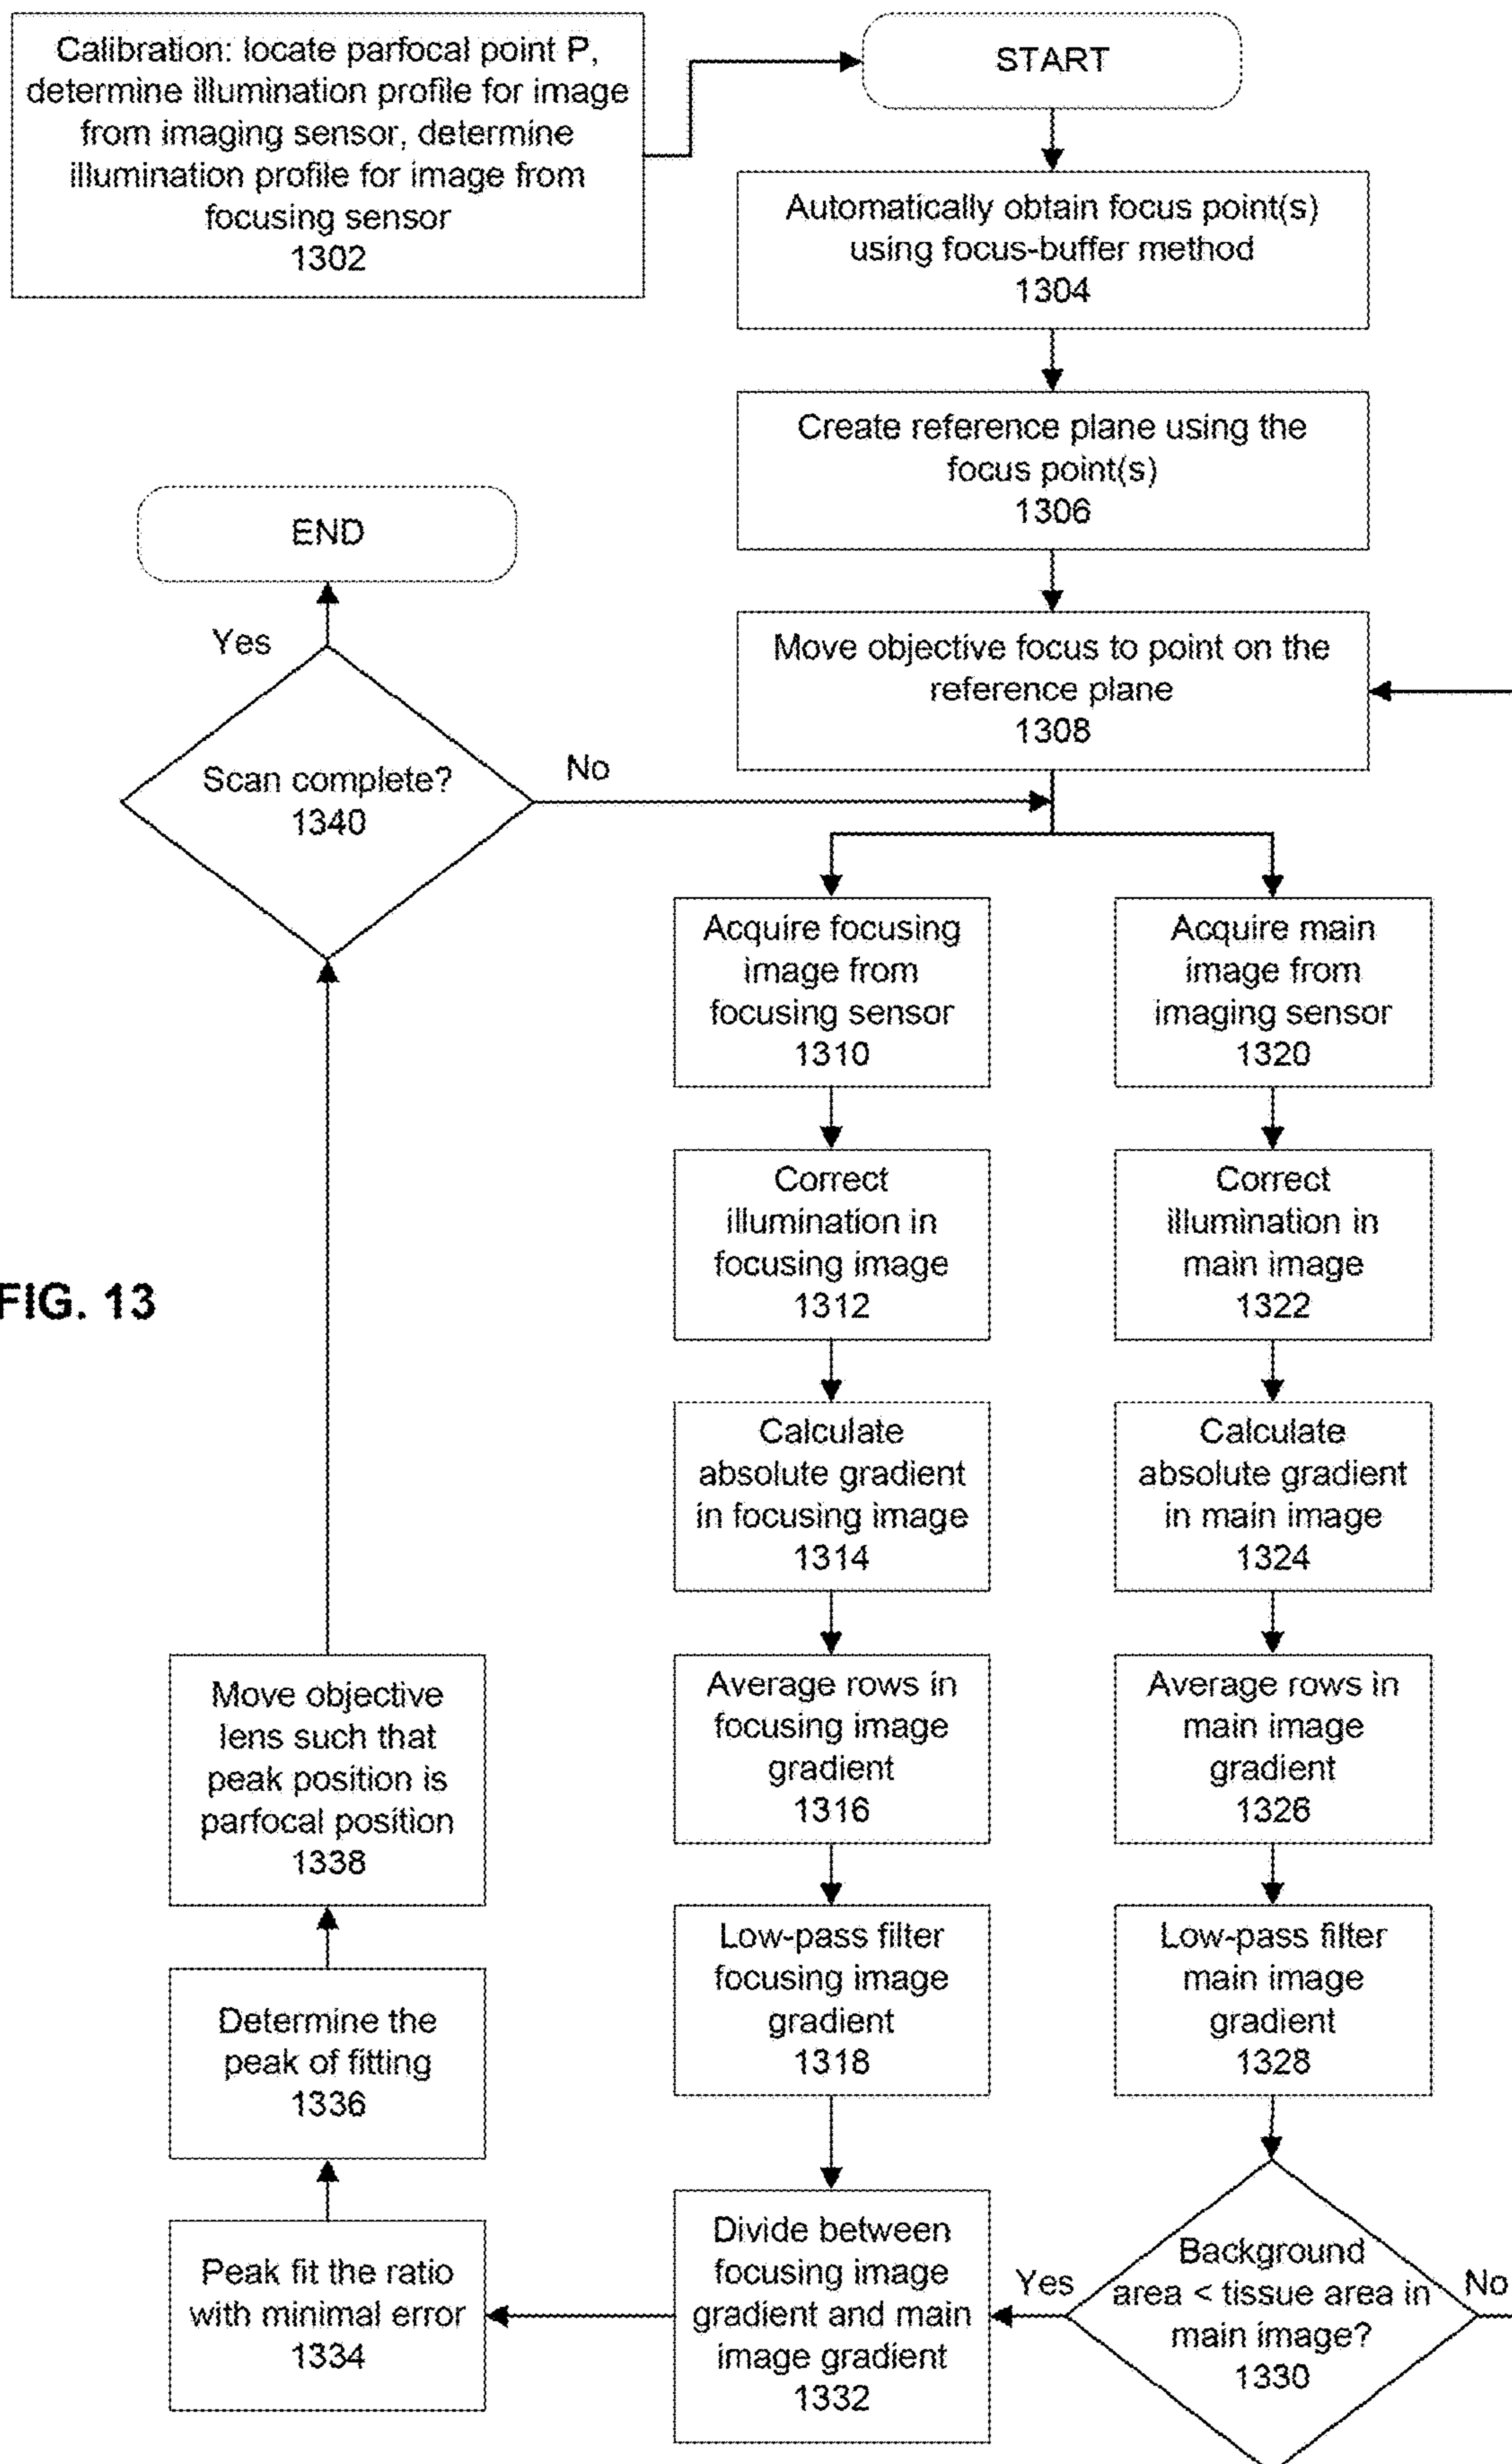 Calibration: locate parfocal point P,
determine illumination profile for image
from imaging sensor, determine
illumination profile for image from
focusing sensor
1302
START
Automatically obtain focus point(s)
using focus-buffer method
1304
Create reference plane using the
focus point(s)
1306
END
Move objective focus to point on the
reference plane
1308
Yes
Scan complete?
1340
No
Acquire focusing
image from
focusing sensor
1310
Acquire main
image from
imaging sensor
1320
Correct
illumination in
focusing image
1312
Correct
illumination in
main image
1322
FIG. 13
Calculate
absolute gradient
in focusing image
1314
Calculate
absolute gradient
in main image
1324
Move objective
lens such that
peak position is
parfocal position
1338
Average rows in
focusing image
gradient
1316
Average rows in
main image
gradient
1326
Low-pass filter
focusing image
gradient
1318
Low-pass filter
main image
gradient
1328
Determine the
peak of fitting
1336
Peak fit the ratio
with minimal error
1334
Divide between
focusing image
gradient and main
image gradient
1332
Yes
Background
area < tissue area in
main image?
1330
No